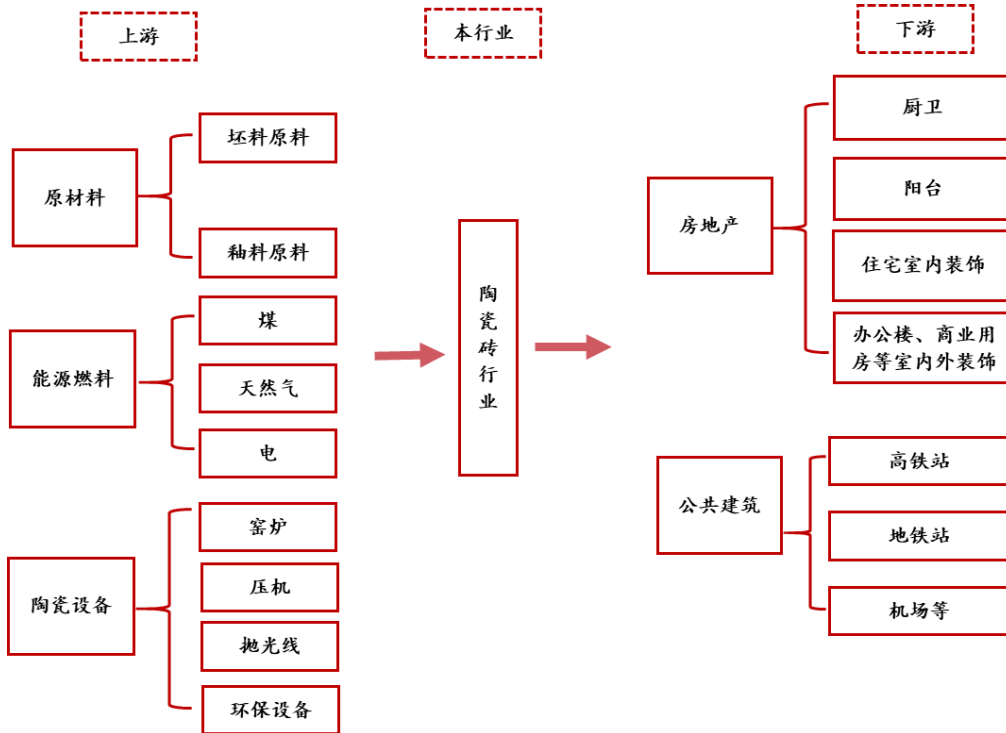 上游
本行业
下游
原材料
坯料原料
釉料原料
能源燃料
煤
天然气
电
陶瓷设备
窑炉
压机
抛光线
环保设备
陶瓷砖行业
房地产
厨卫
阳台
住宅室内装饰
办公楼、商业用
房等室内外装饰
公共建筑
高铁站
地铁站
机场等